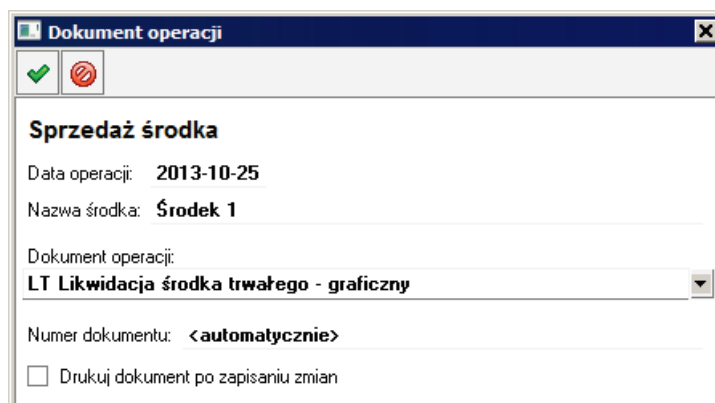 Dokument operacji
Sprzedaż środka
Data operacji: 2013-10-25
Nazwa środka: Środek 1
Dokument operacji:
LT Likwidacja środka trwałego - graficzny
Numer dokumentu: <automatycznie>
Drukuj dokument po zapisaniu zmian